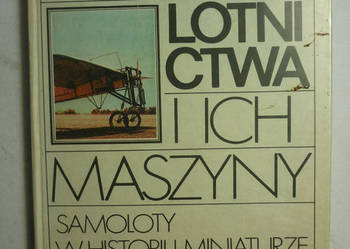 LOTNI
CTWA
I ICH
MASZYNY
SAMOLOTY
W HISTORII I MINIATURZE